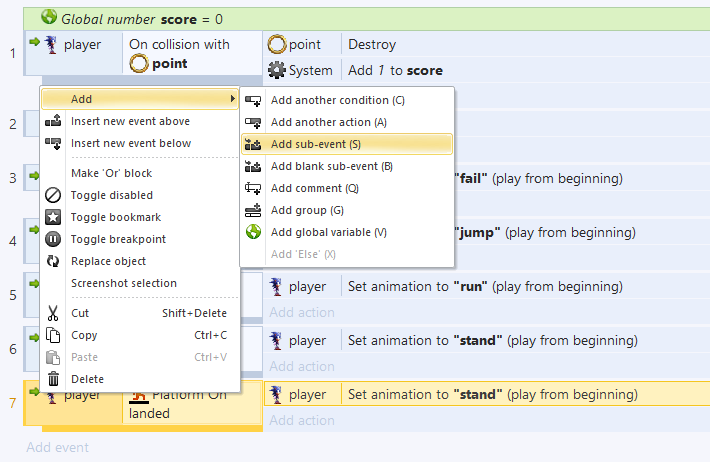 Global number score = 0
1 player On collision with point point Destroy
System Add 1 to score
Add
Insert new event above
Insert new event below
Make 'Or' block
Toggle disabled
Toggle bookmark
Toggle breakpoint
Replace object
Screenshot selection
Cut Shift+Delete
Copy Ctrl+C
Paste Ctrl+V
Delete
Add another condition (C)
Add another action (A)
Add sub-event (S)
Add blank sub-event (B)
Add comment (Q)
Add group (G)
Add global variable (V)
Add 'Else' (X)
2
3 "fail" (play from beginning)
4 "jump" (play from beginning)
5 player Set animation to "run" (play from beginning)
Add action
6 player Set animation to "stand" (play from beginning)
Add action
7 player Platform On landed player Set animation to "stand" (play from beginning)
Add action
Add event